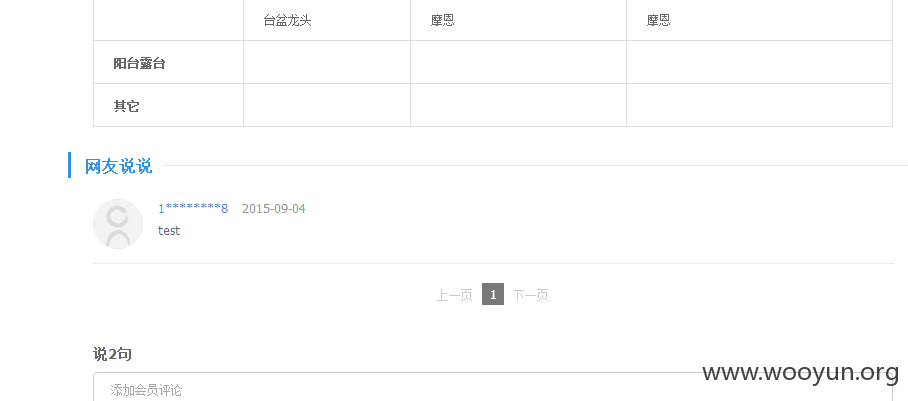 台盆龙头 摩恩 摩恩
阳台露台
其它
网友说说
1********8 2015-09-04
test
上一页 1 下一页
说2句
www.wooyun.org
添加会员评论